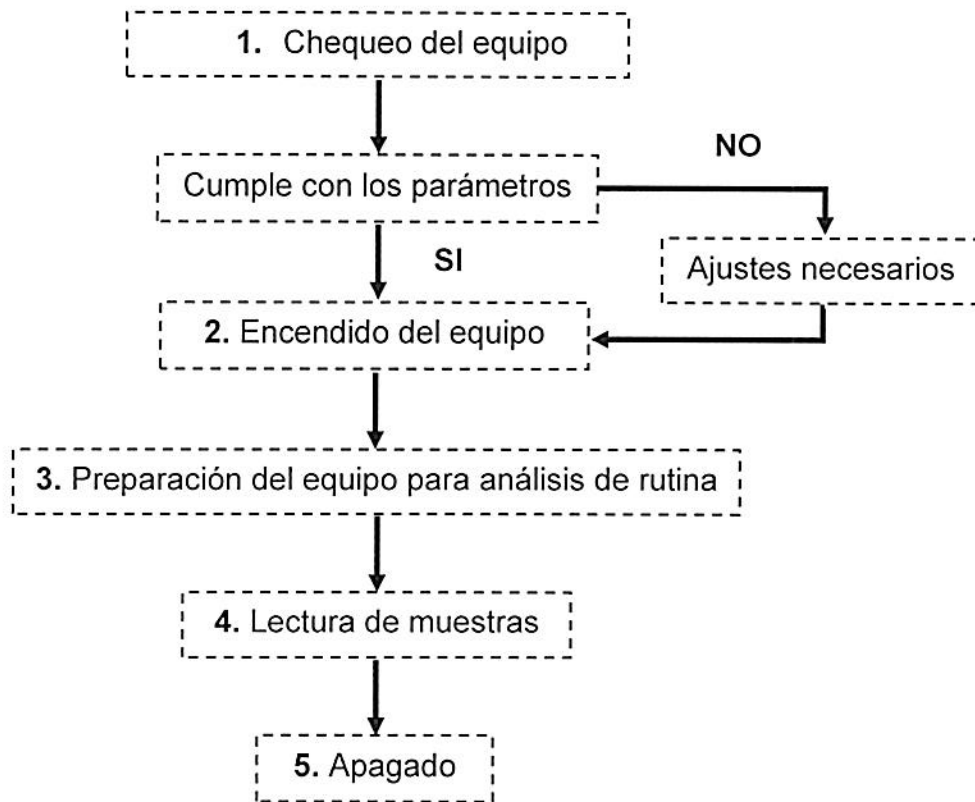 1. Chequeo del equipo
Cumple con los parámetros
NO
SI
Ajustes necesarios
2. Encendido del equipo
3. Preparación del equipo para análisis de rutina
4. Lectura de muestras
5. Apagado